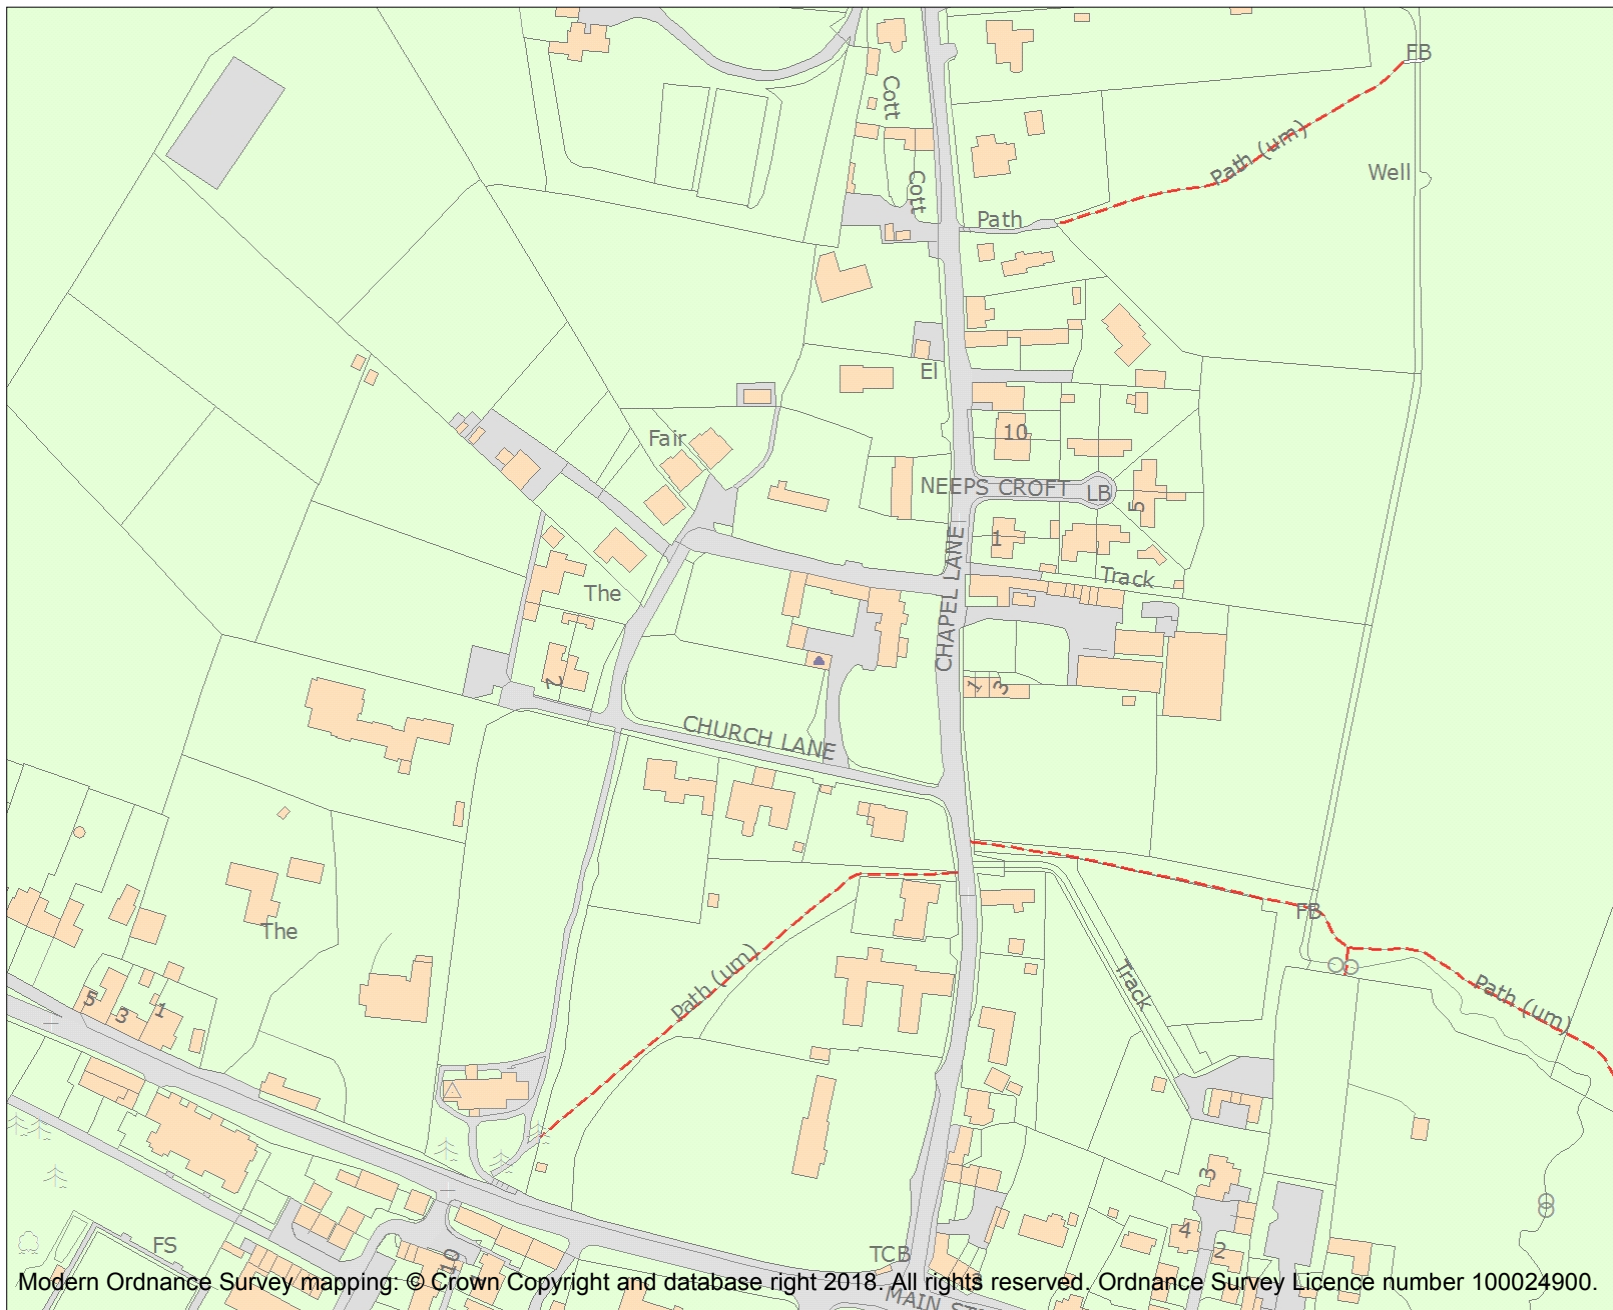 FB
Cott
Path (um)
Well
Cott
Path
El
Fair
10
NEEPS CROFT
LB
5
1
CHAPEL LANE
Track
The
2
1
3
CHURCH LANE
FB
The
Path (um)
Track
Path (um)
5
3
1
3
4
2
FS
10
TCB
MAIN ST
Modern Ordnance Survey mapping: © Crown Copyright and database right 2018. All rights reserved. Ordnance Survey Licence number 100024900.